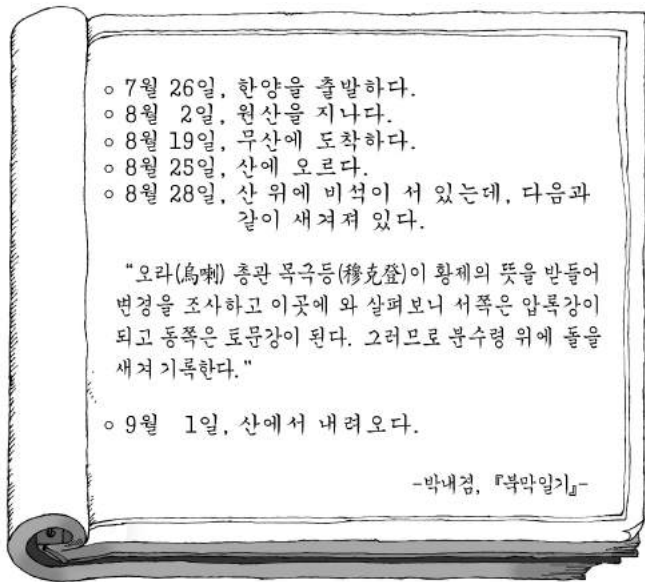 ○ 7월 26일, 한양을 출발하다.
○ 8월 2일, 원산을 지나다.
○ 8월 19일, 무산에 도착하다.
○ 8월 25일, 산에 오르다.
○ 8월 28일, 산 위에 비석이 서 있는데, 다음과
같이 새겨져 있다.
"오라(烏喇) 총관 목극등(穆克登)이 황제의 뜻을 받들어
변경을 조사하고 이곳에 와 살펴보니 서쪽은 압록강이
되고 동쪽은 토문강이 된다. 그러므로 분수령 위에 돌을
새겨 기록한다."
○ 9월 1일, 산에서 내려오다.
-박내겸, 『북막일기』-